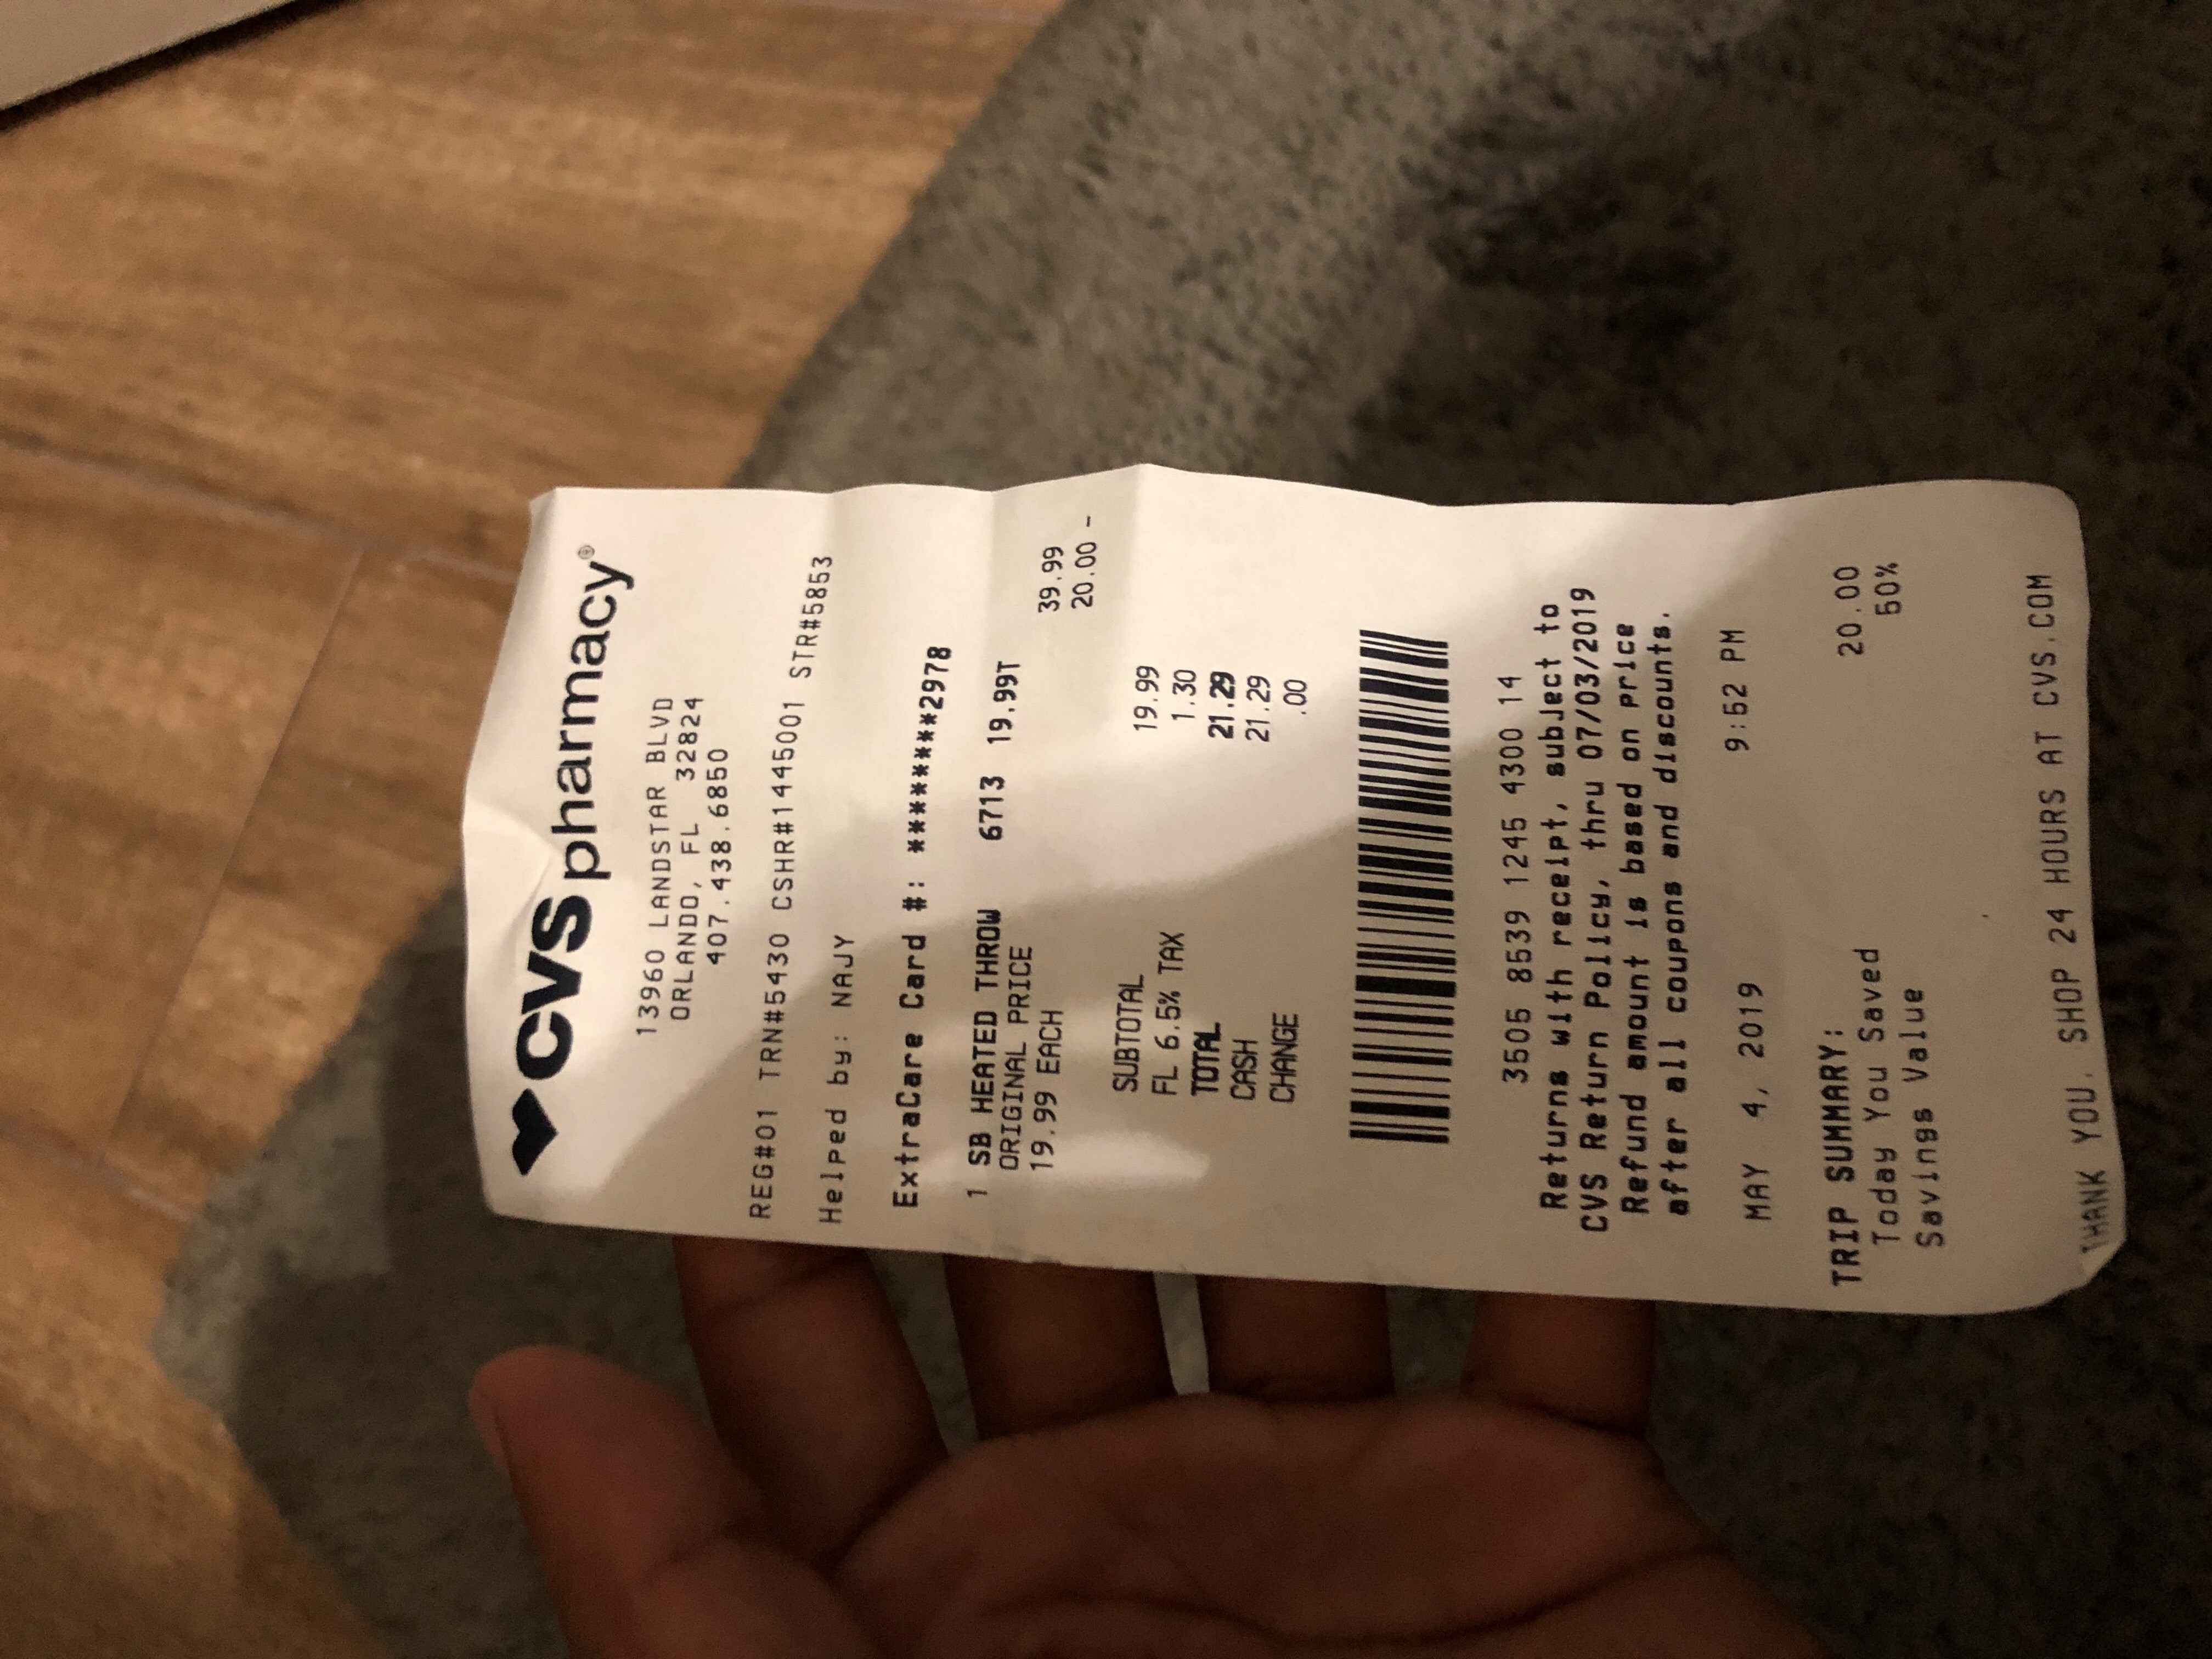 CVS pharmacy®
13960 LANDSTAR BLVD
ORLANDO, FL 32824
407.438.6850
REG#01 TRN#5430 CSHR#1445001 STR#5853
Helped by: NAJY
ExtraCare Card #: *********2978
1 SB HEATED THROW 6713 19.99T
ORIGINAL PRICE 39.99
19.99 EACH 20.00 -
SUBTOTAL 19.99
FL 6.5% TAX 1.30
TOTAL 21.29
CASH 21.29
CHANGE .00
3505 8539 1245 4300 14
Returns with receipt, subject to
CVS Return Policy, thru 07/03/2019
Refund amount is based on price
after all coupons and discounts.
MAY 4, 2019 9:52 PM
TRIP SUMMARY:
Today You Saved 20.00
Savings Value 50%
THANK YOU. SHOP 24 HOURS AT CVS.COM